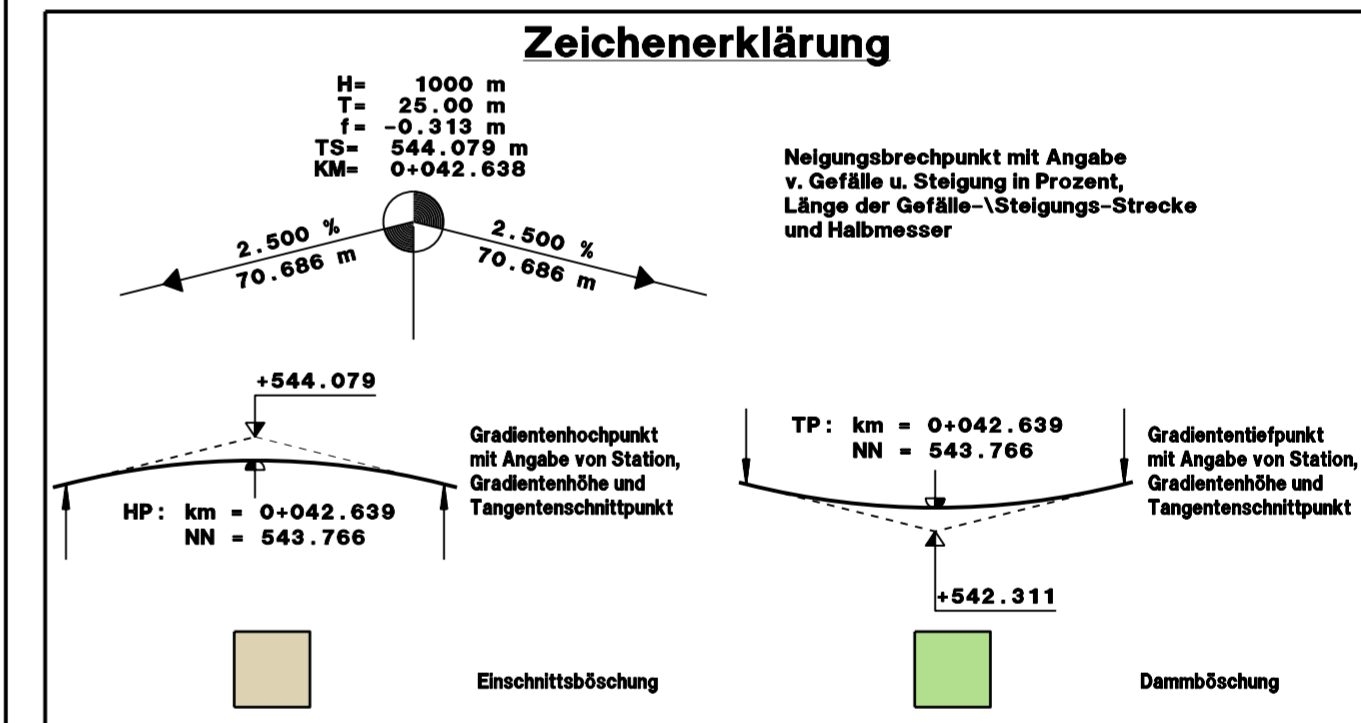 Zeichenerklärung
H= 1000 m
T= 25.00 m
f= -0.313 m
TS= 544.079 m
KM= 0+042.638
2.500 %
70.686 m
2.500 %
70.686 m
Neigungsbrechpunkt mit Angabe
v. Gefälle u. Steigung in Prozent,
Länge der Gefälle-\Steigungs-Strecke
und Halbmesser
+544.079
HP: km = 0+042.639
NN = 543.766
Gradientenhochpunkt
mit Angabe von Station,
Gradientenhöhe und
Tangentenschnittpunkt
TP: km = 0+042.639
NN = 543.766
+542.311
Gradiententiefpunkt
mit Angabe von Station,
Gradientenhöhe und
Tangentenschnittpunkt
Einschnittsböschung
Dammböschung